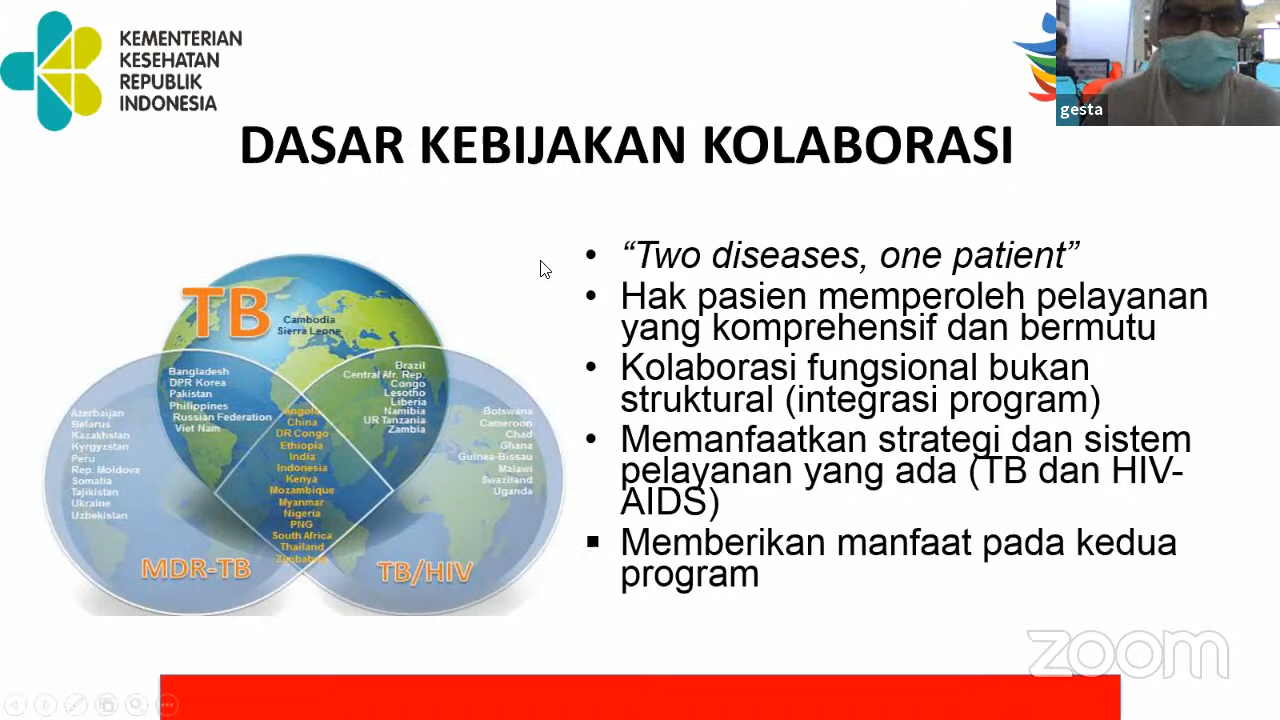 KEMENTERIAN
KESEHATAN
REPUBLIK
INDONESIA
gesta
DASAR KEBIJAKAN KOLABORASI
TB
Cambodia
Sierra Leone
Bangladesh
DPR Korea
Pakistan
Philippines
Russian Federation
Viet Nam
Brazil
Central Afr. Rep.
Congo
Lesotho
Liberia
Namibia
UR Tanzania
Zambia
Azerbaijan
Belarus
Kazakhstan
Kyrgyzstan
Peru
Rep. Moldova
Somalia
Tajikistan
Ukraine
Uzbekistan
Angola
China
DR Congo
Ethiopia
India
Indonesia
Kenya
Mozambique
Myanmar
Nigeria
PNG
South Africa
Thailand
Zimbabwe
Botswana
Cameroon
Chad
Ghana
Guinea-Bissau
Malawi
Swaziland
Uganda
MDR-TB
TB/HIV
• “Two diseases, one patient”
• Hak pasien memperoleh pelayanan
yang komprehensif dan bermutu
• Kolaborasi fungsional bukan
struktural (integrasi program)
• Memanfaatkan strategi dan sistem
pelayanan yang ada (TB dan HIV-
AIDS)
▪ Memberikan manfaat pada kedua
program
zoom